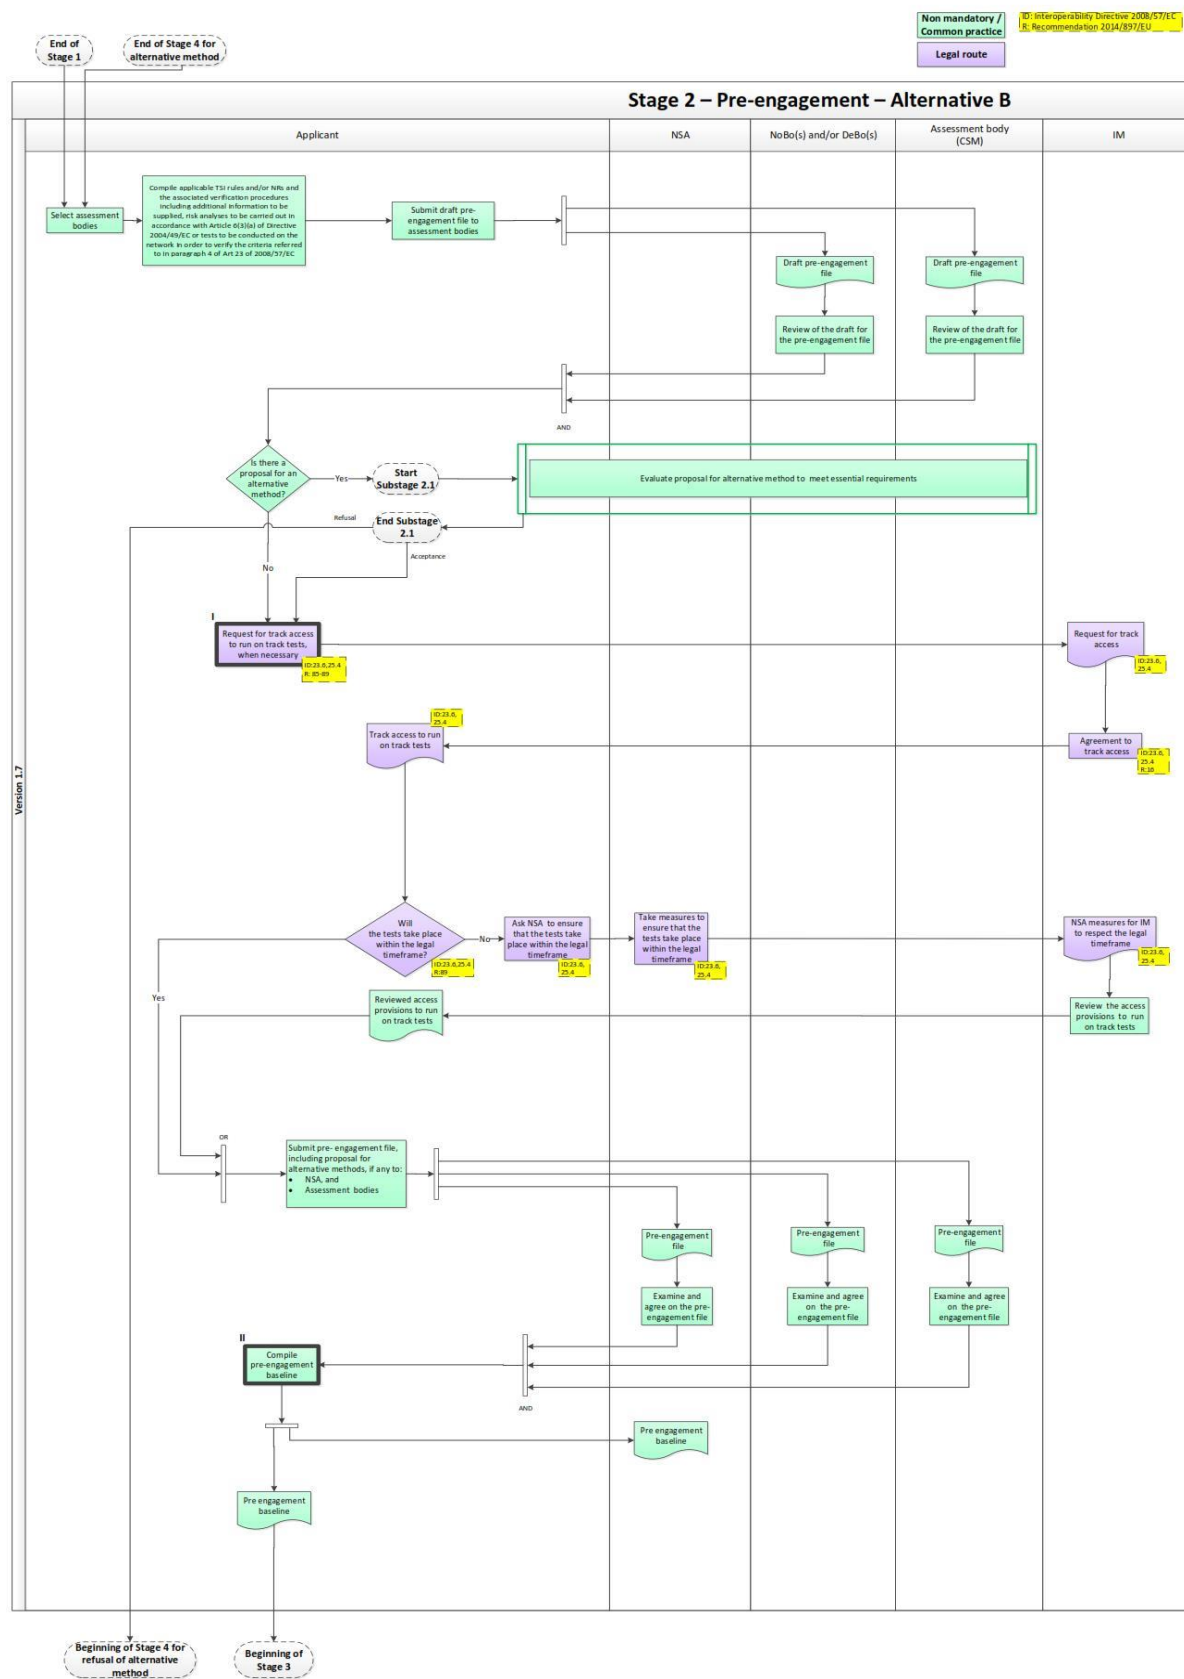 Non mandatory /
Common practice
ID: Interoperability Directive 2008/57/EC
R: Recommendation 2014/897/EU
Legal route
End of
Stage 1
End of Stage 4 for
alternative method
Stage 2 – Pre-engagement – Alternative B
Version 1.7
Applicant
NSA
NoBo(s) and/or DeBo(s)
Assessment body
(CSM)
IM
Select assessment
bodies
Compile applicable TSI rules and/or NRs and
the associated verification procedures
including additional information to be
supplied, risk analyses to be carried out in
accordance with Article 6(3)(a) of Directive
2004/49/EC or tests to be conducted on the
network in order to verify the criteria referred
to in paragraph 4 of Art 23 of 2008/57/EC
Submit draft pre-
engagement file to
assessment bodies
Draft pre-engagement
file
Draft pre-engagement
file
Review of the draft for
the pre-engagement file
Review of the draft for
the pre-engagement file
AND
Is there a
proposal for an
alternative
method?
Yes
Start
Substage 2.1
Evaluate proposal for alternative method to meet essential requirements
Refusal
End Substage
2.1
Acceptance
No
I
Request for track access
to run on track tests,
when necessary
ID:23.6,25.4
R: 85-89
Request for track
access
ID:23.6,
25.4
ID:23.6,
25.4
Track access to run
on track tests
Agreement to
track access
ID:23.6,
25.4
R:16
Will
the tests take place
within the legal
timeframe?
ID:23.6,25.4
R:89
No
Ask NSA to ensure
that the tests take
place within the legal
timeframe
ID:23.6,
25.4
Take measures to
ensure that the
tests take place
within the legal
timeframe
ID:23.6,
25.4
NSA measures for IM
to respect the legal
timeframe
ID:23.6,
25.4
Yes
Reviewed access
provisions to run
on track tests
Review the access
provisions to run
on track tests
OR
Submit pre- engagement file,
including proposal for
alternative methods, if any to:
• NSA, and
• Assessment bodies
Pre-engagement
file
Pre-engagement
file
Pre-engagement
file
Examine and
agree on the pre-
engagement file
Examine and agree
on the pre-
engagement file
Examine and agree
on the pre-
engagement file
II
Compile
pre-engagement
baseline
AND
Pre engagement
baseline
Pre engagement
baseline
Beginning of Stage 4 for
refusal of alternative
method
Beginning of
Stage 3